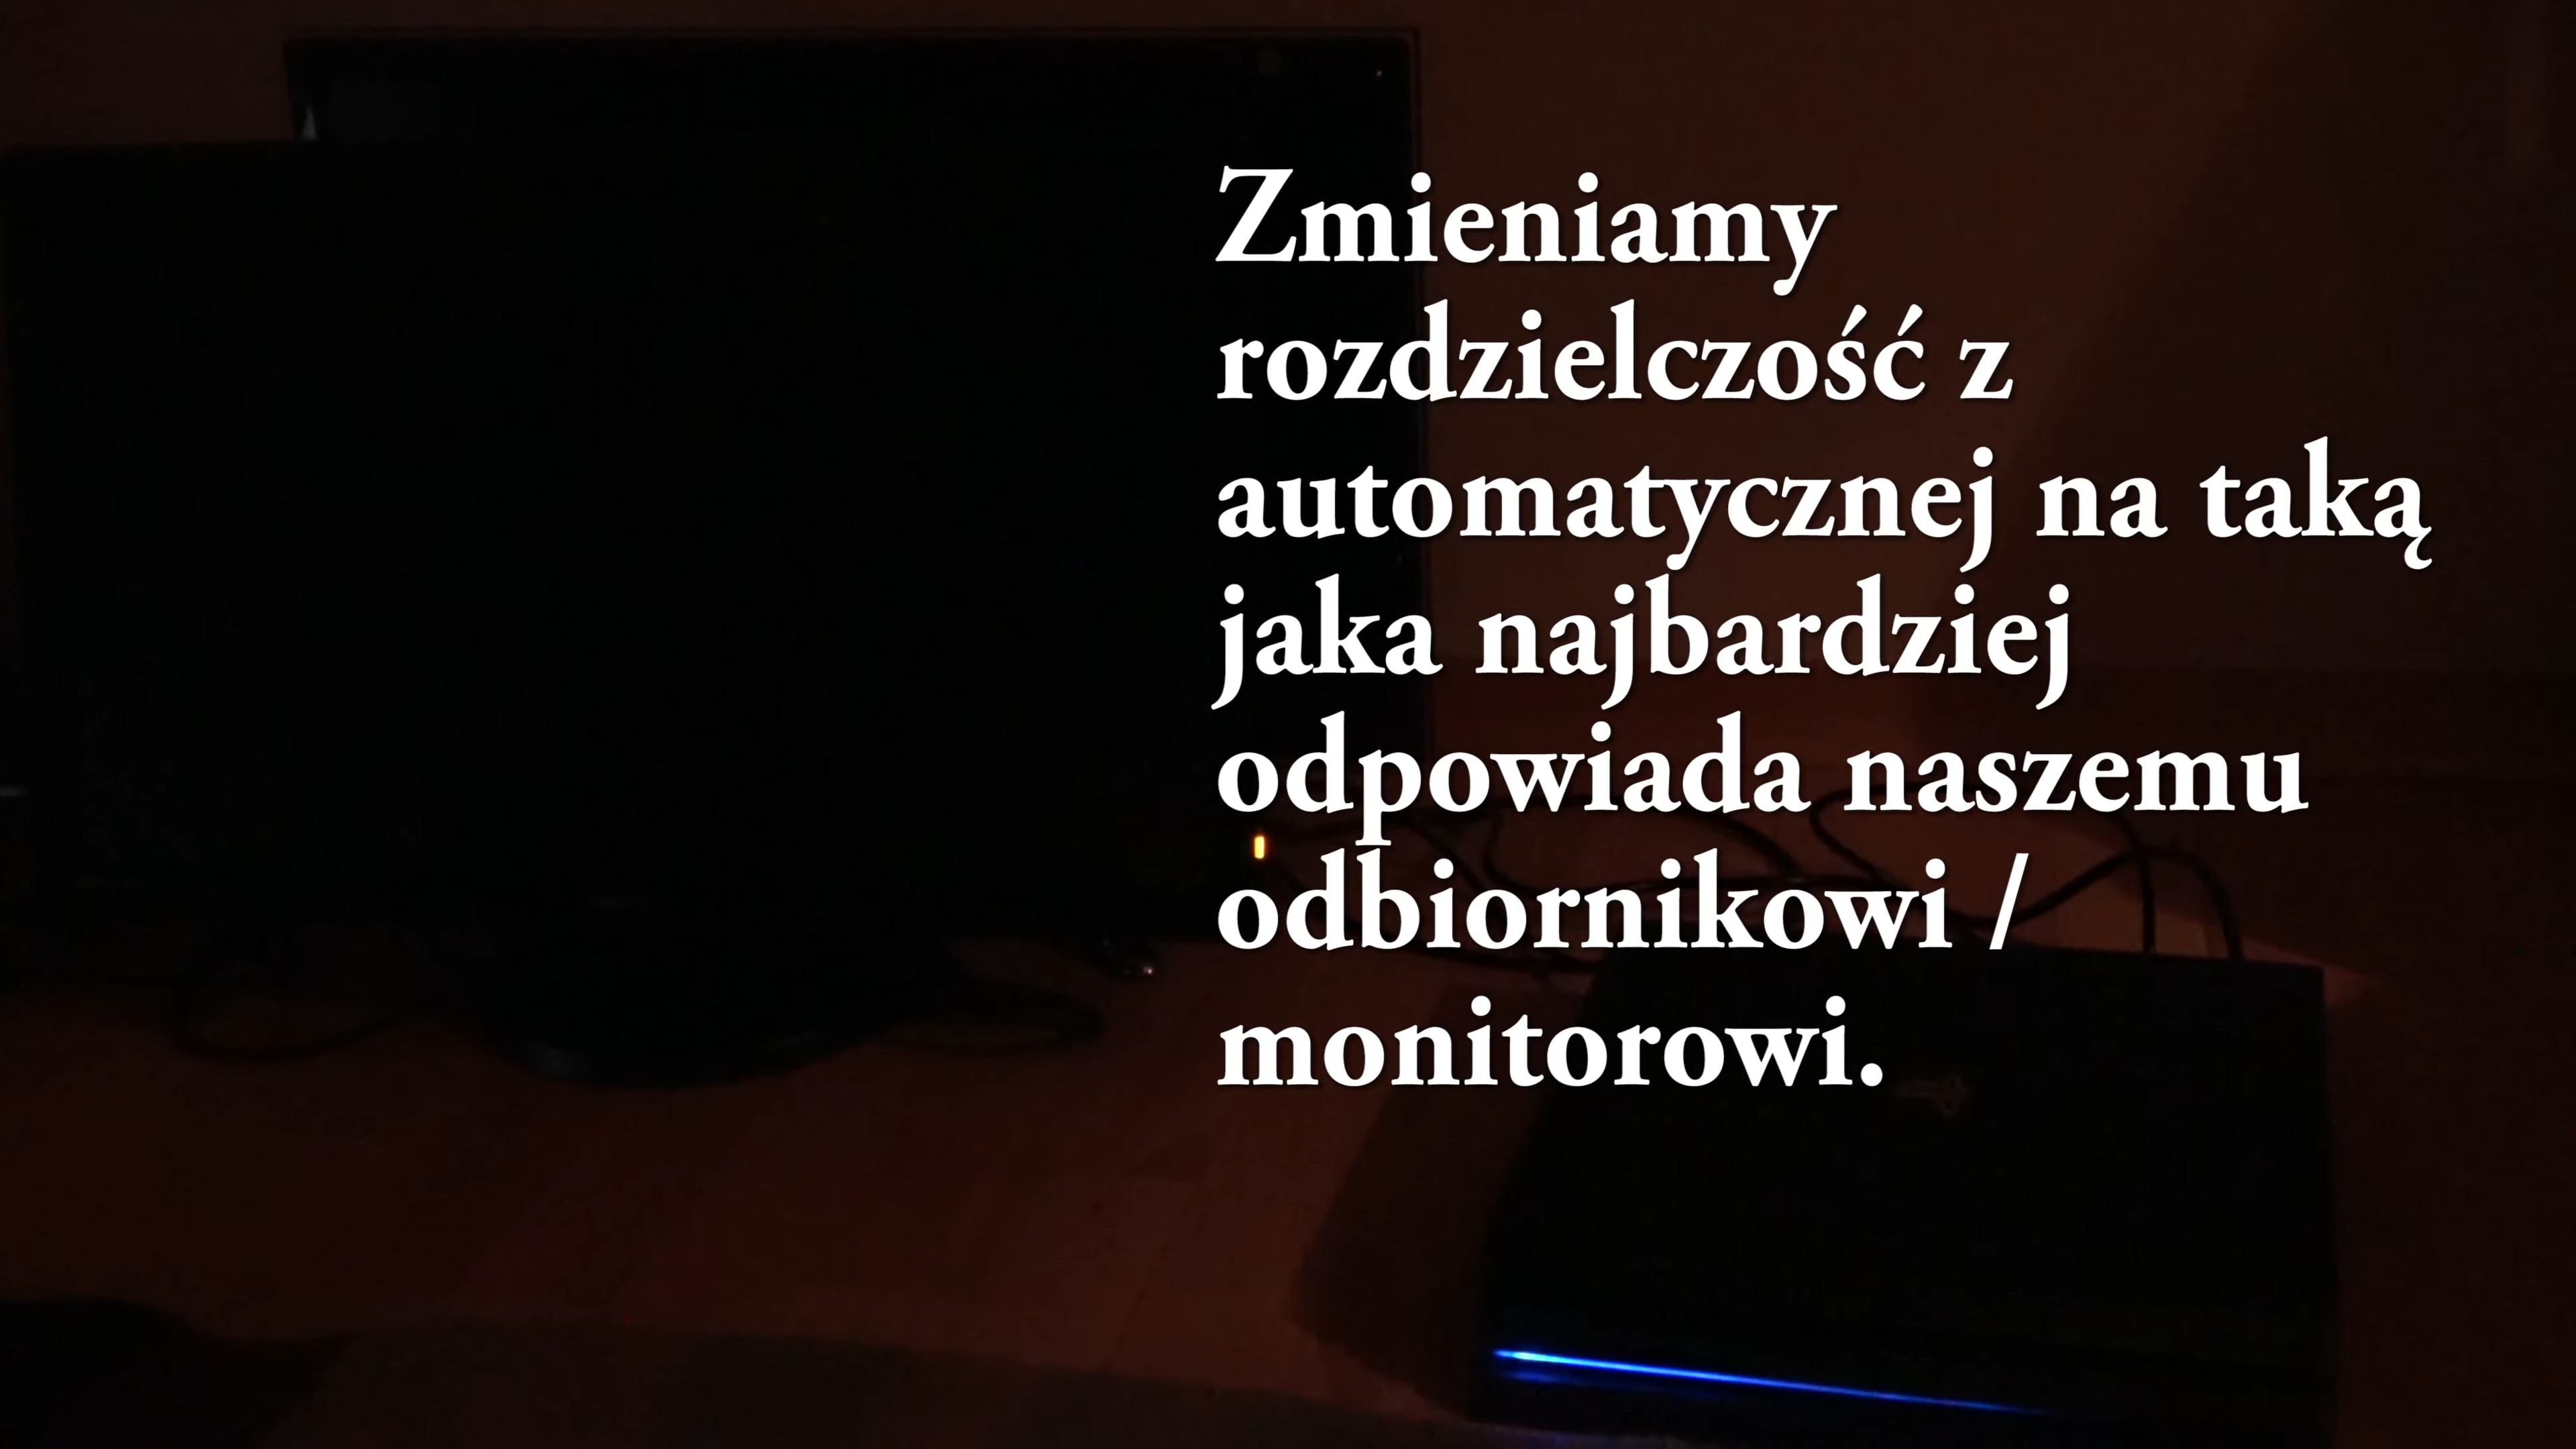 Zmieniamy
rozdzielczość z
automatycznej na taką
jaka najbardziej
odpowiada naszemu
odbiornikowi /
monitorowi.